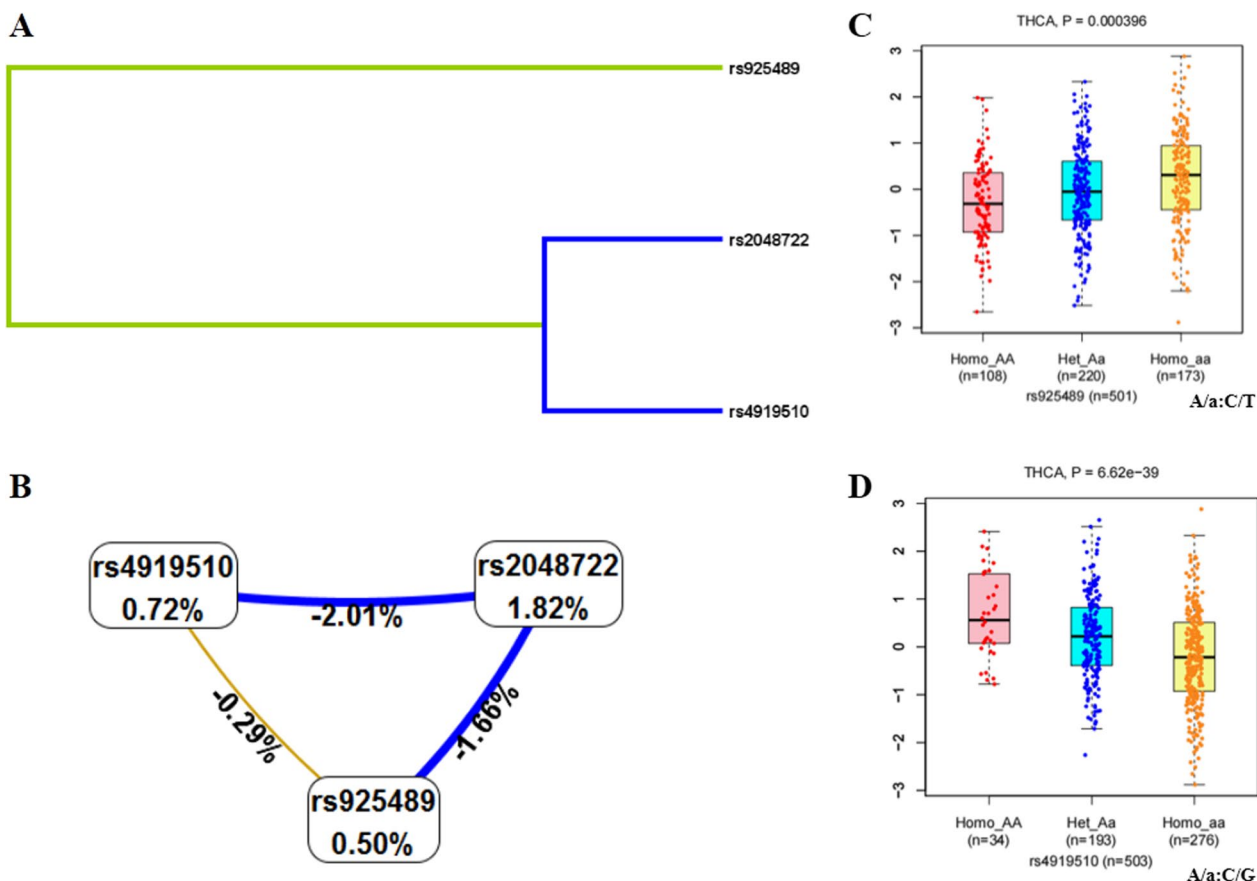 A
rs925489
rs2048722
rs4919510
B
rs4919510
0.72%
rs2048722
1.82%
-2.01%
-0.29%
-1.66%
rs925489
0.50%
C
THCA, P = 0.000396
3
2
1
0
-1
-2
-3
Homo_AA Het_Aa Homo_aa
(n=108) (n=220) (n=173)
rs925489 (n=501)
A/a:C/T
D
THCA, P = 6.62e-39
3
2
1
0
-1
-2
-3
Homo_AA Het_Aa Homo_aa
(n=34) (n=193) (n=276)
rs4919510 (n=503)
A/a:C/G